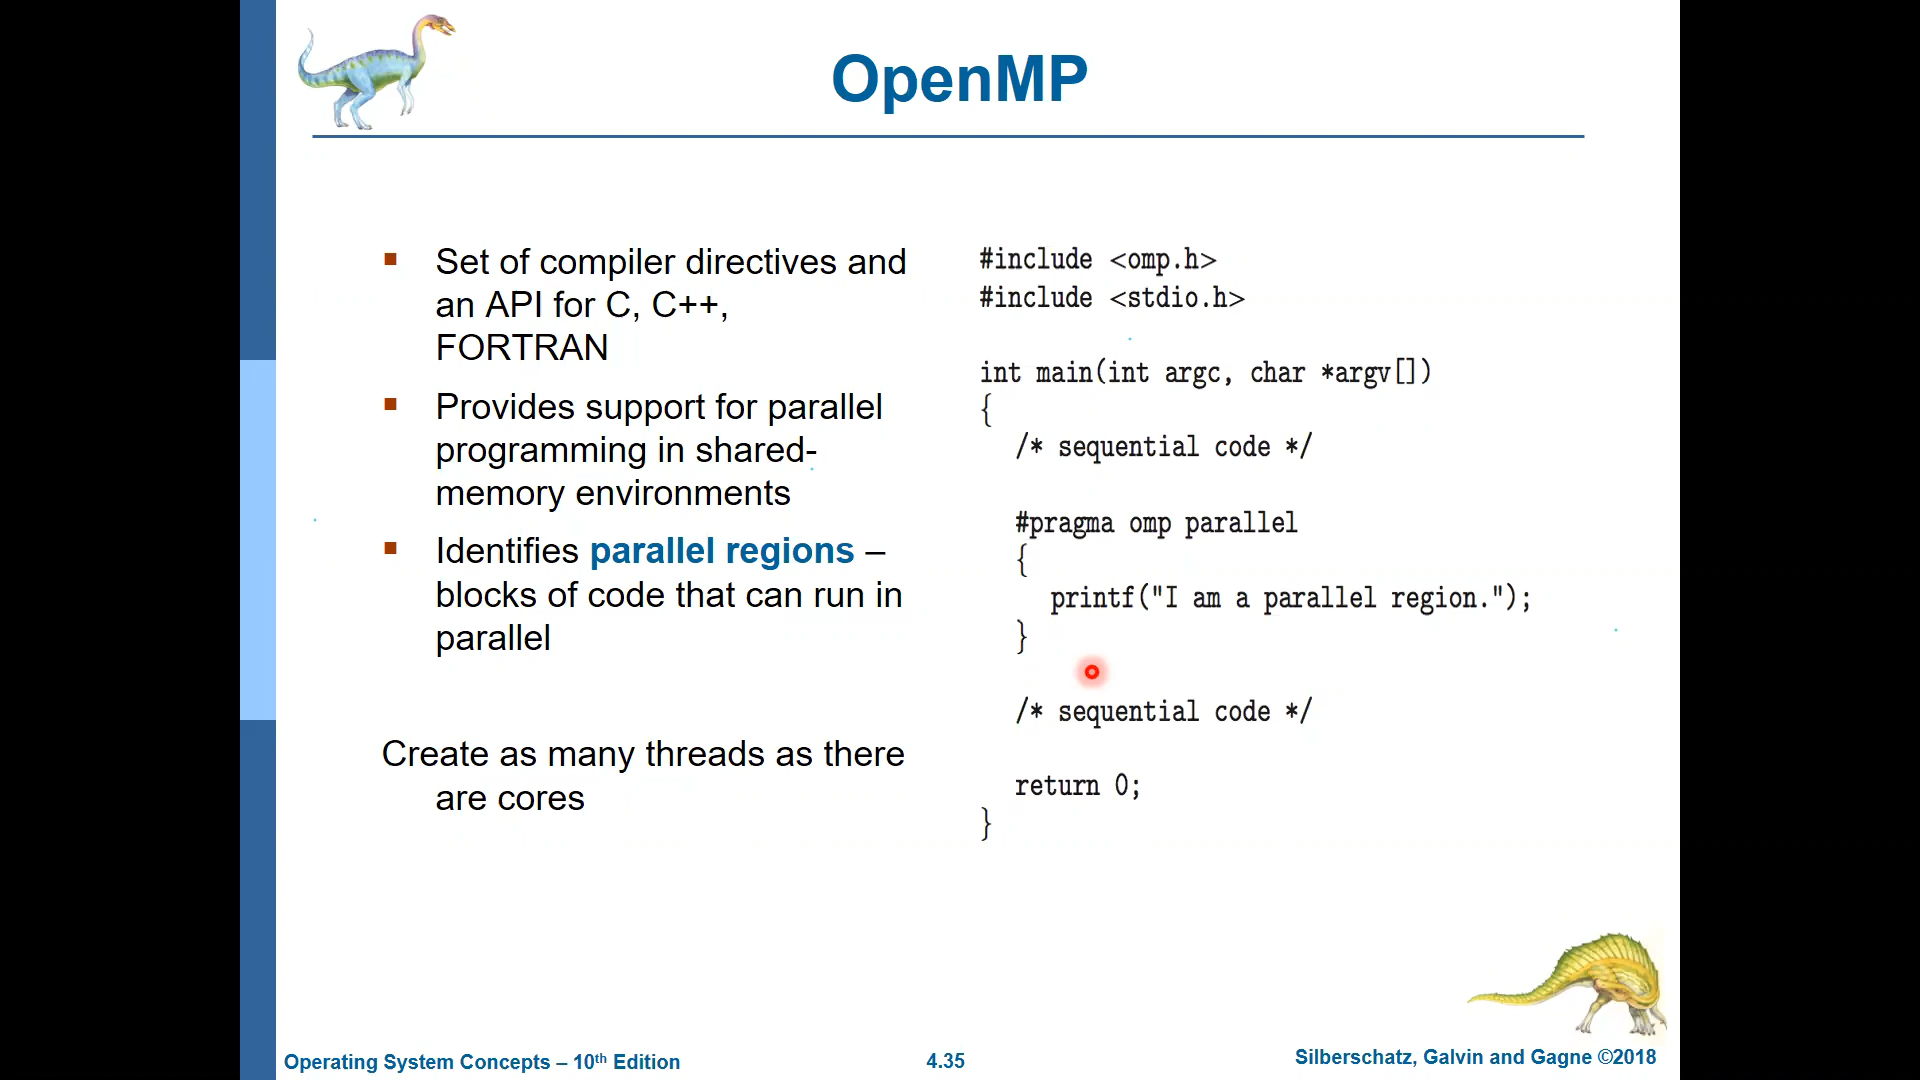 OpenMP
Set of compiler directives and
an API for C, C++,
FORTRAN
Provides support for parallel
programming in shared-
memory environments
Identifies parallel regions –
blocks of code that can run in
parallel
Create as many threads as there
are cores
#include <omp.h>
#include <stdio.h>
int main(int argc, char *argv[])
{
/* sequential code */
#pragma omp parallel
{
printf("I am a parallel region.");
}
/* sequential code */
return 0;
}
Operating System Concepts – 10th Edition
4.35
Silberschatz, Galvin and Gagne ©2018